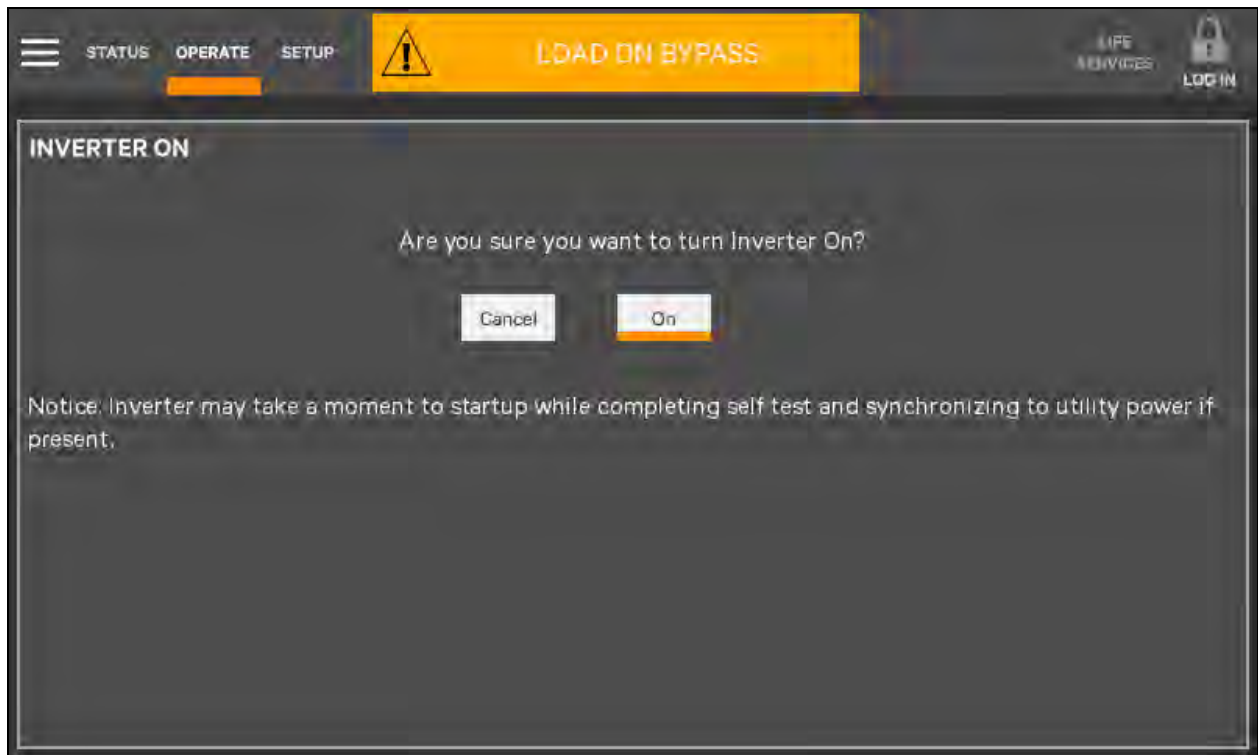 STATUS OPERATE SETUP
LOAD ON BYPASS
LIFE
SERVICES
LOG IN
INVERTER ON
Are you sure you want to turn Inverter On?
Cancel On
Notice: Inverter may take a moment to startup while completing self test and synchronizing to utility power if
present.